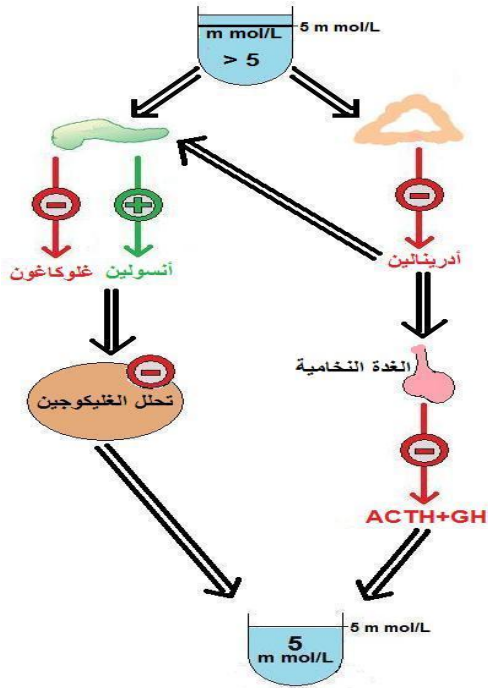 m mol/L
> 5
5 m mol/L
غلوكاغون
أنسولين
أدرينالين
الغدة النخامية
تحلل الغليكوجين
ACTH+GH
5
m mol/L
5 m mol/L